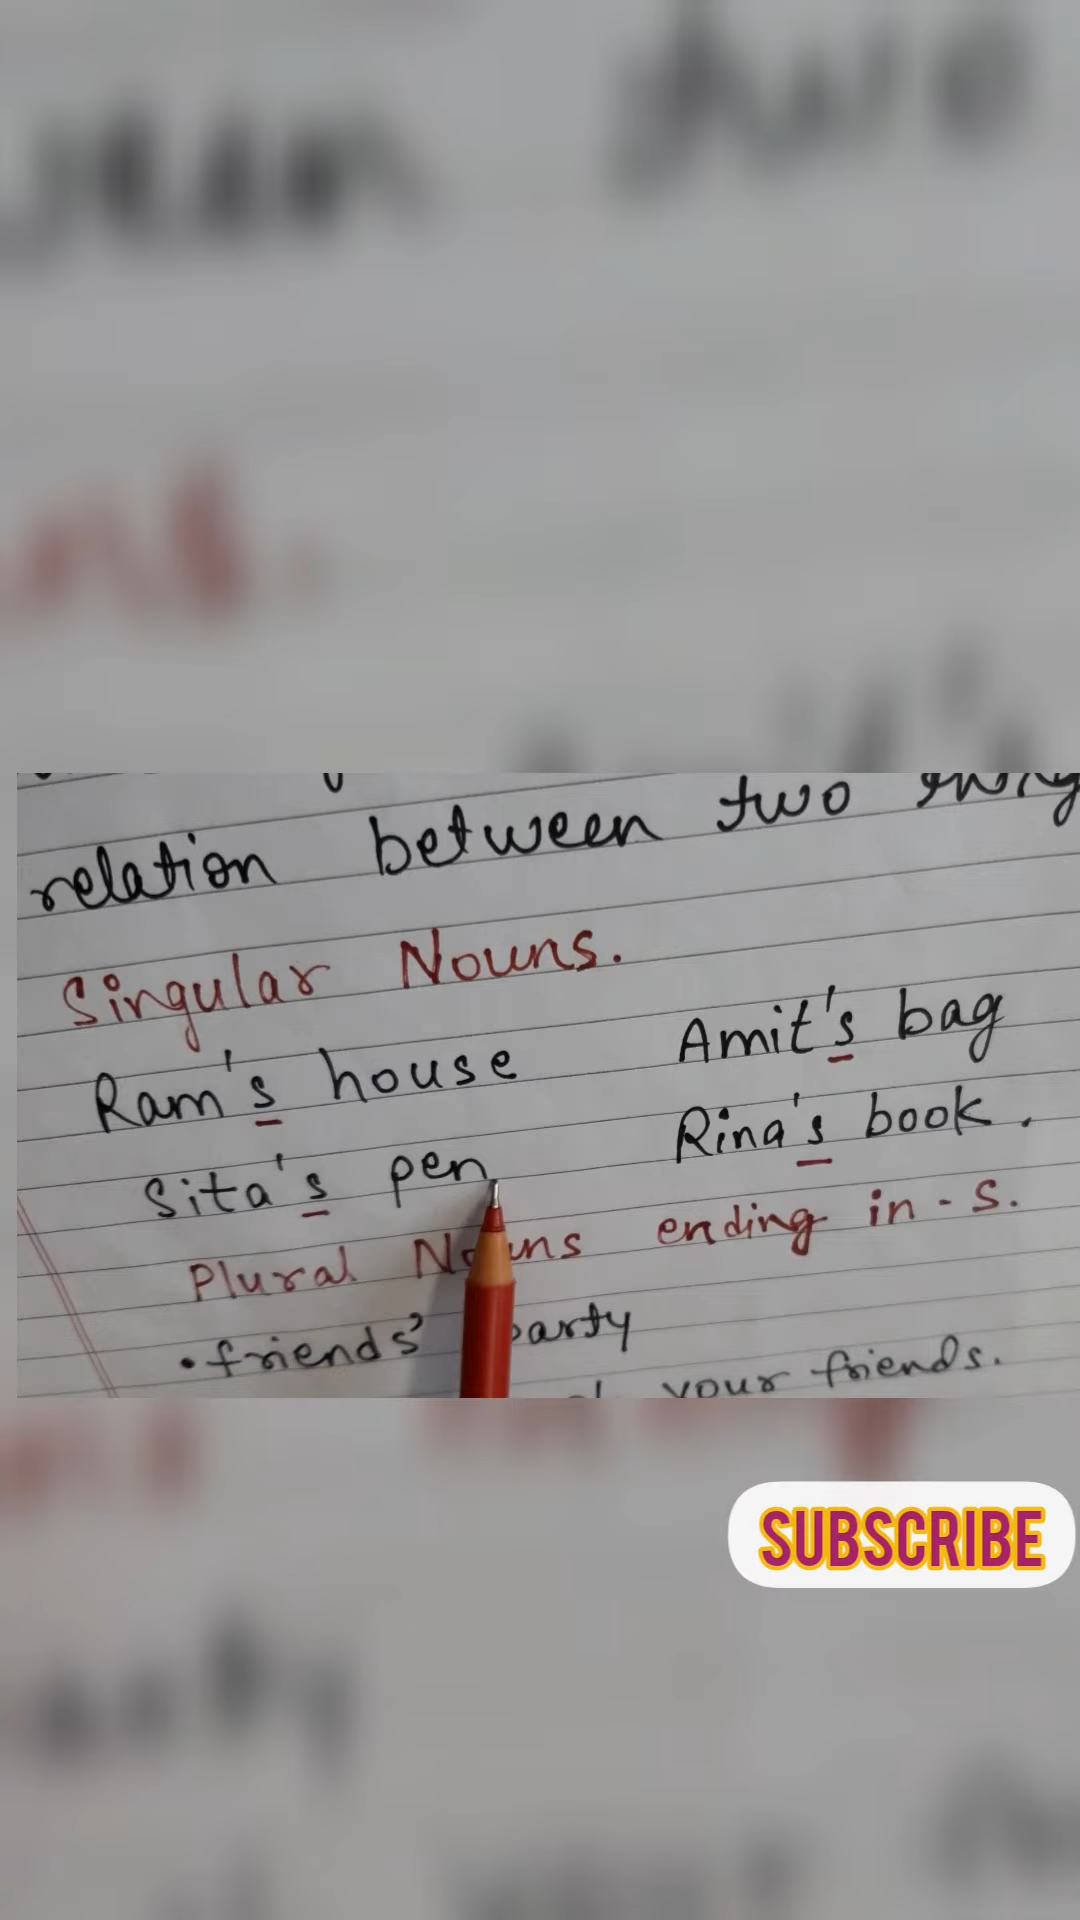 relation between two
Singular Nouns.
Ram's house Amit's bag
Sita's pen Rina's book.
Plural Nouns ending in - s.
• friends' party
your friends.
SUBSCRIBE